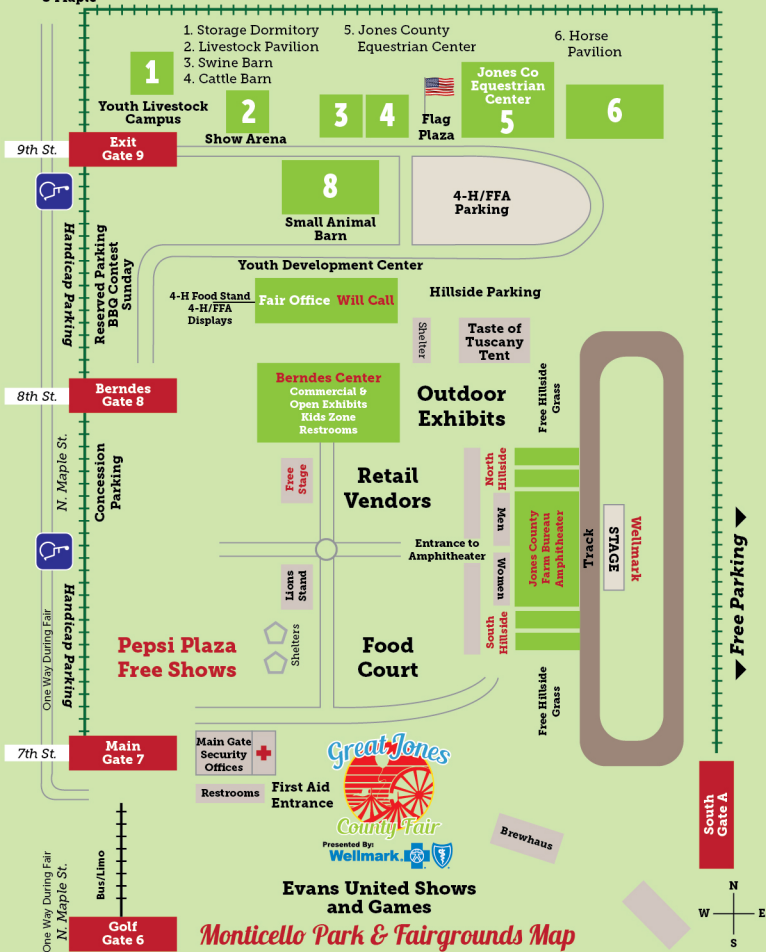 1. Storage Dormitory
2. Livestock Pavilion
3. Swine Barn
4. Cattle Barn
5. Jones County
Equestrian Center
6. Horse
Pavilion
1
Youth Livestock
Campus
2
Show Arena
3
4
Flag
Plaza
Jones Co
Equestrian
Center
5
6
9th St.
Exit
Gate 9
8
Small Animal
Barn
4-H/FFA
Parking
Handicap Parking
Reserved Parking
BBQ Contest
Sunday
Youth Development Center
4-H Food Stand
4-H/FFA
Displays
Fair Office Will Call
Hillside Parking
Shelter
Taste of
Tuscany
Tent
8th St.
Berndes
Gate 8
Berndes Center
Commercial &
Open Exhibits
Kids Zone
Restrooms
Outdoor
Exhibits
Free Hillside
Grass
N. Maple St.
Concession
Parking
Free
Stage
Retail
Vendors
North
Hillside
Men
Women
Jones County
Farm Bureau
Amphitheater
Track
STAGE
Wellmark
Free Parking
Entrance to
Amphitheater
Lions
Stand
Handicap Parking
One Way During Fair
Pepsi Plaza
Free Shows
Shelters
Food
Court
South
Hillside
Free Hillside
Grass
7th St.
Main
Gate 7
Main Gate
Security
Offices
Restrooms
First Aid
Entrance
Great Jones
County Fair
Presented By:
Wellmark.
Brewhaus
South
Gate A
One Way During Fair
N. Maple St.
Bus/Limo
Evans United Shows
and Games
Golf
Gate 6
Monticello Park & Fairgrounds Map
N
W
E
S